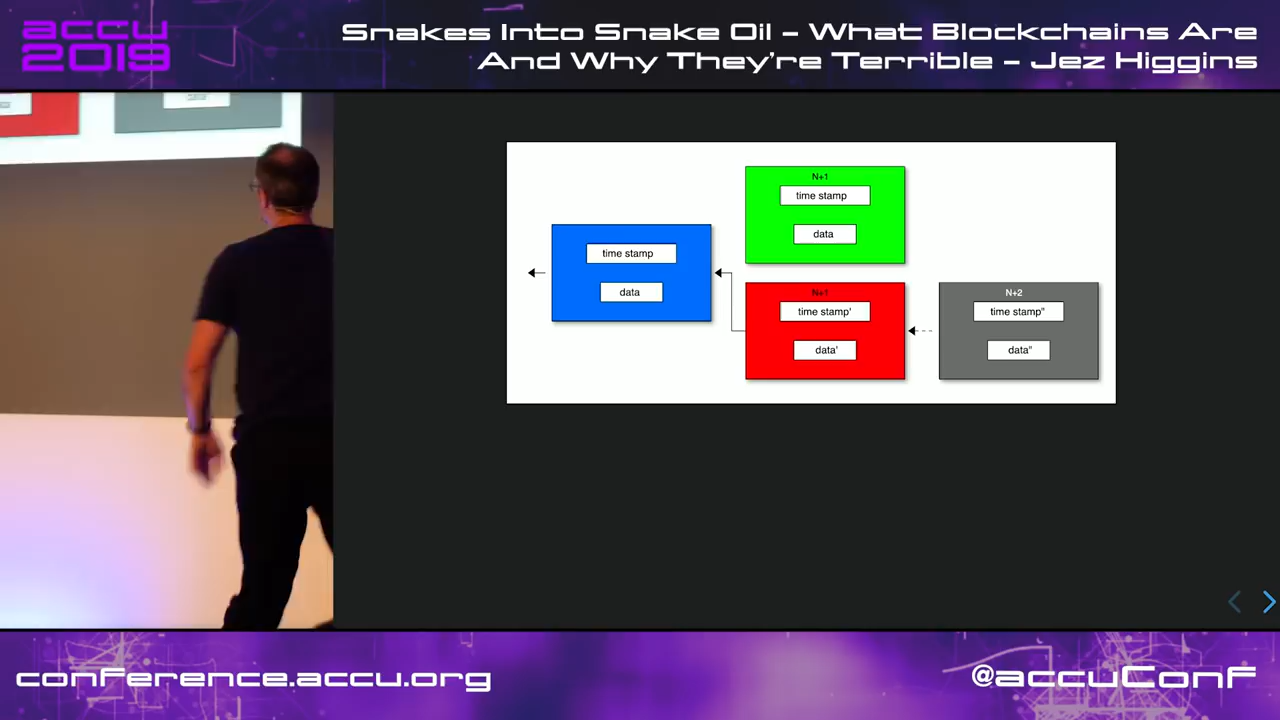 accu
2019
Snakes Into Snake Oil – What Blockchains Are
And Why They're Terrible – Jez Higgins
N+1
time stamp
data
time stamp
data
N+1
time stamp'
data'
N+2
time stamp"
data"
conference.accu.org
@accuConf